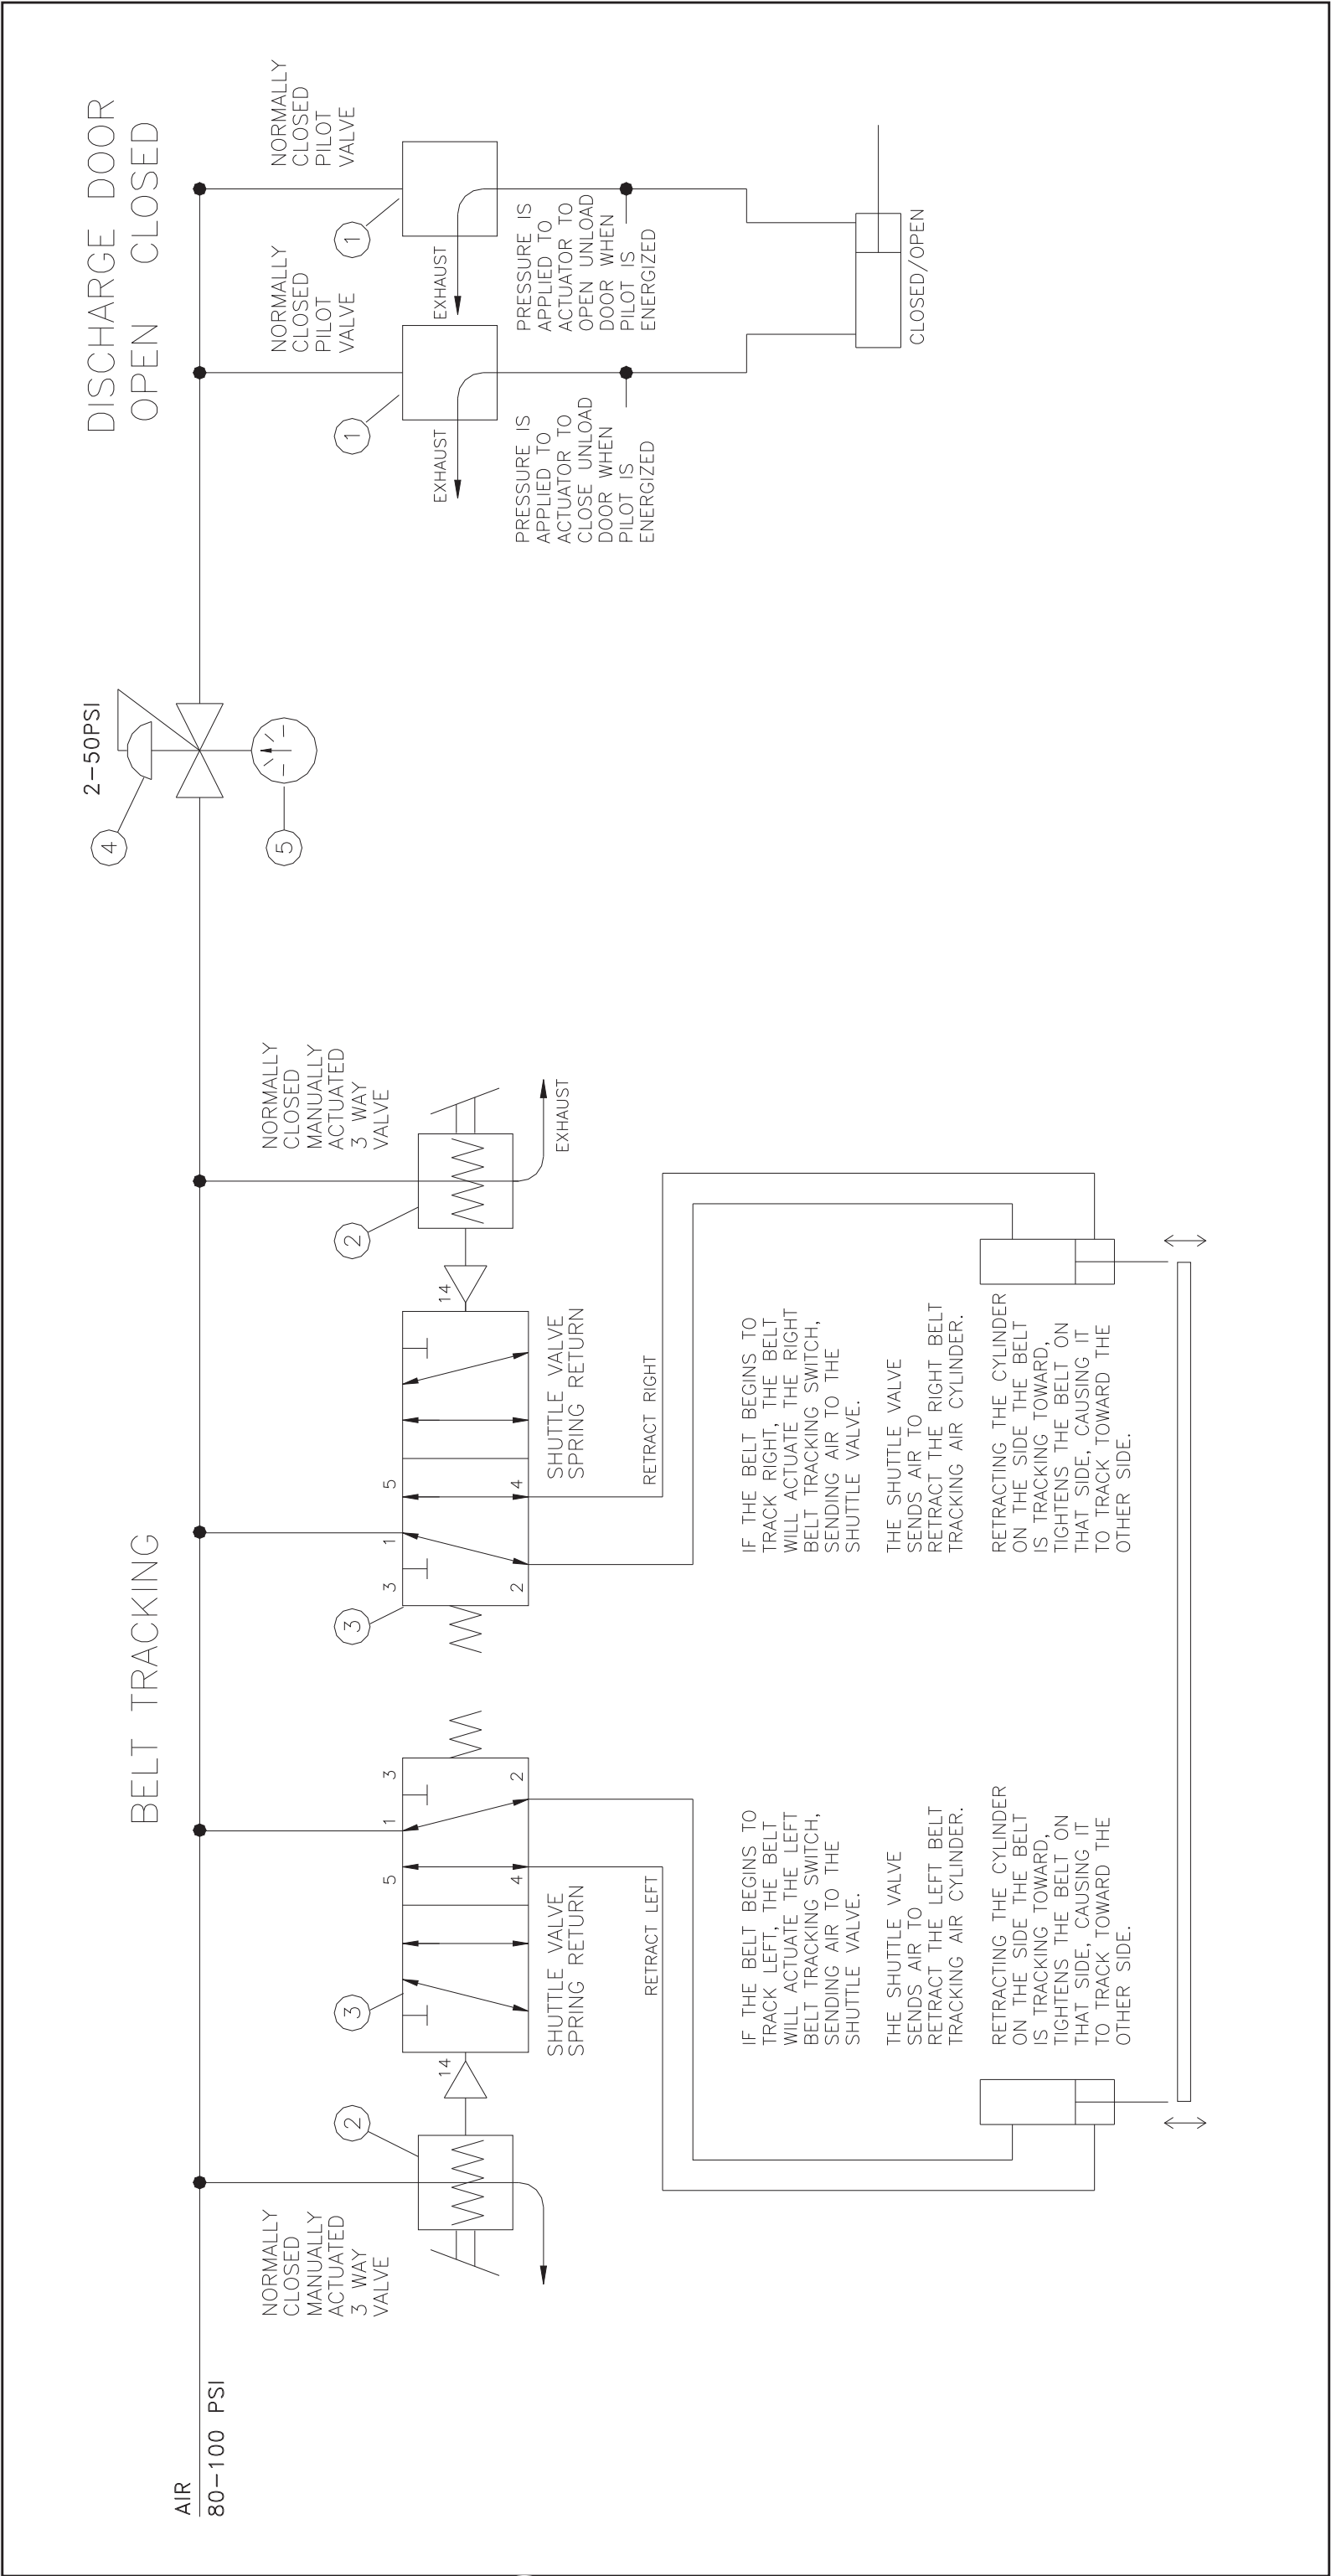 AIR
80-100 PSI
BELT TRACKING
DISCHARGE DOOR
OPEN CLOSED
NORMALLY
CLOSED
MANUALLY
ACTUATED
3 WAY
VALVE
2
14
3
5
1
3
4
2
SHUTTLE VALVE
SPRING RETURN
RETRACT LEFT
IF THE BELT BEGINS TO
TRACK LEFT, THE BELT
WILL ACTUATE THE LEFT
BELT TRACKING SWITCH,
SENDING AIR TO THE
SHUTTLE VALVE.
THE SHUTTLE VALVE
SENDS AIR TO
RETRACT THE LEFT BELT
TRACKING AIR CYLINDER.
RETRACTING THE CYLINDER
ON THE SIDE THE BELT
IS TRACKING TOWARD,
TIGHTENS THE BELT ON
THAT SIDE, CAUSING IT
TO TRACK TOWARD THE
OTHER SIDE.
3
3
1
5
2
4
14
SHUTTLE VALVE
SPRING RETURN
RETRACT RIGHT
2
NORMALLY
CLOSED
MANUALLY
ACTUATED
3 WAY
VALVE
EXHAUST
IF THE BELT BEGINS TO
TRACK RIGHT, THE BELT
WILL ACTUATE THE RIGHT
BELT TRACKING SWITCH,
SENDING AIR TO THE
SHUTTLE VALVE.
THE SHUTTLE VALVE
SENDS AIR TO
RETRACT THE RIGHT BELT
TRACKING AIR CYLINDER.
RETRACTING THE CYLINDER
ON THE SIDE THE BELT
IS TRACKING TOWARD,
TIGHTENS THE BELT ON
THAT SIDE, CAUSING IT
TO TRACK TOWARD THE
OTHER SIDE.
2-50PSI
4
5
NORMALLY
CLOSED
PILOT
VALVE
1
EXHAUST
PRESSURE IS
APPLIED TO
ACTUATOR TO
CLOSE UNLOAD
DOOR WHEN
PILOT IS
ENERGIZED
NORMALLY
CLOSED
PILOT
VALVE
1
EXHAUST
PRESSURE IS
APPLIED TO
ACTUATOR TO
OPEN UNLOAD
DOOR WHEN
PILOT IS
ENERGIZED
CLOSED/OPEN